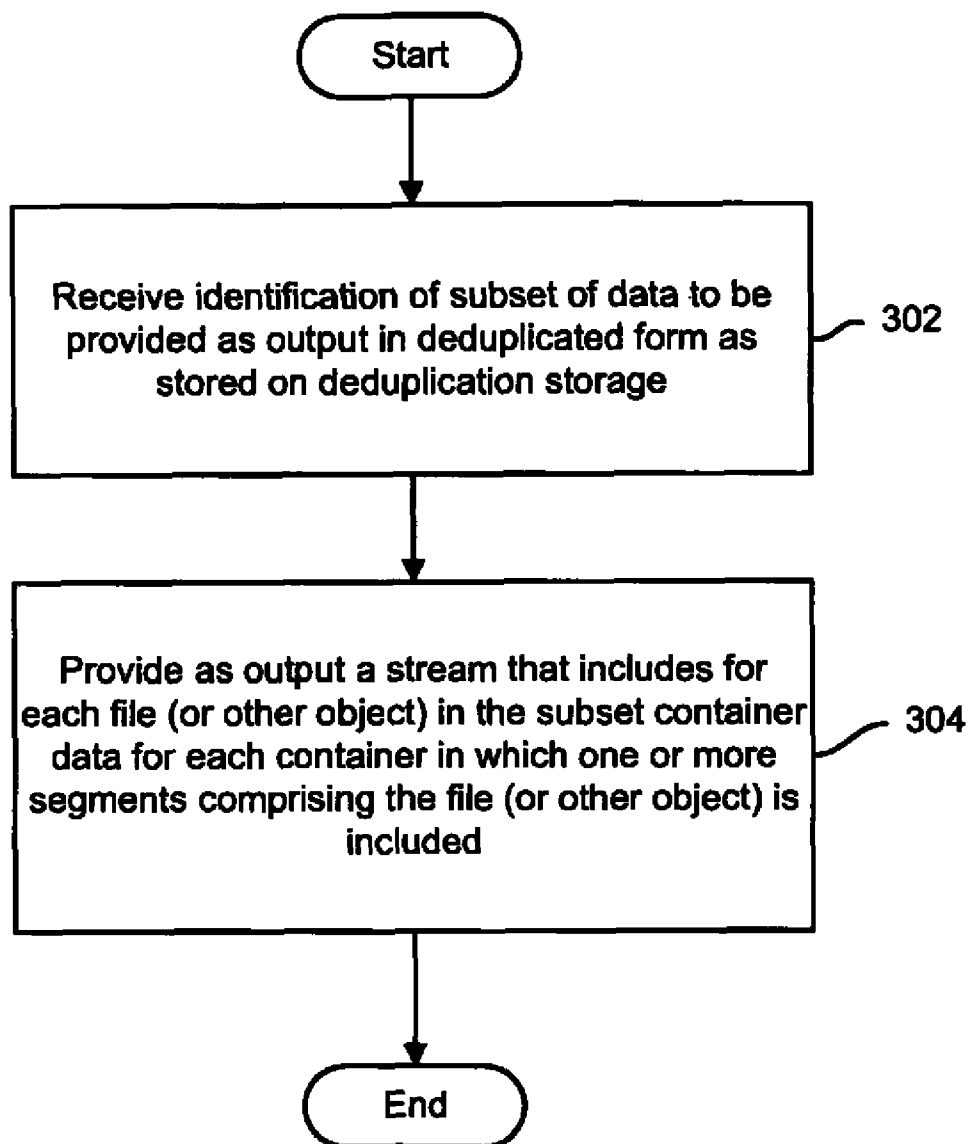 Start
Receive identification of subset of data to be
provided as output in deduplicated form as
stored on deduplication storage
302
Provide as output a stream that includes for
each file (or other object) in the subset container
data for each container in which one or more
segments comprising the file (or other object) is
included
304
End